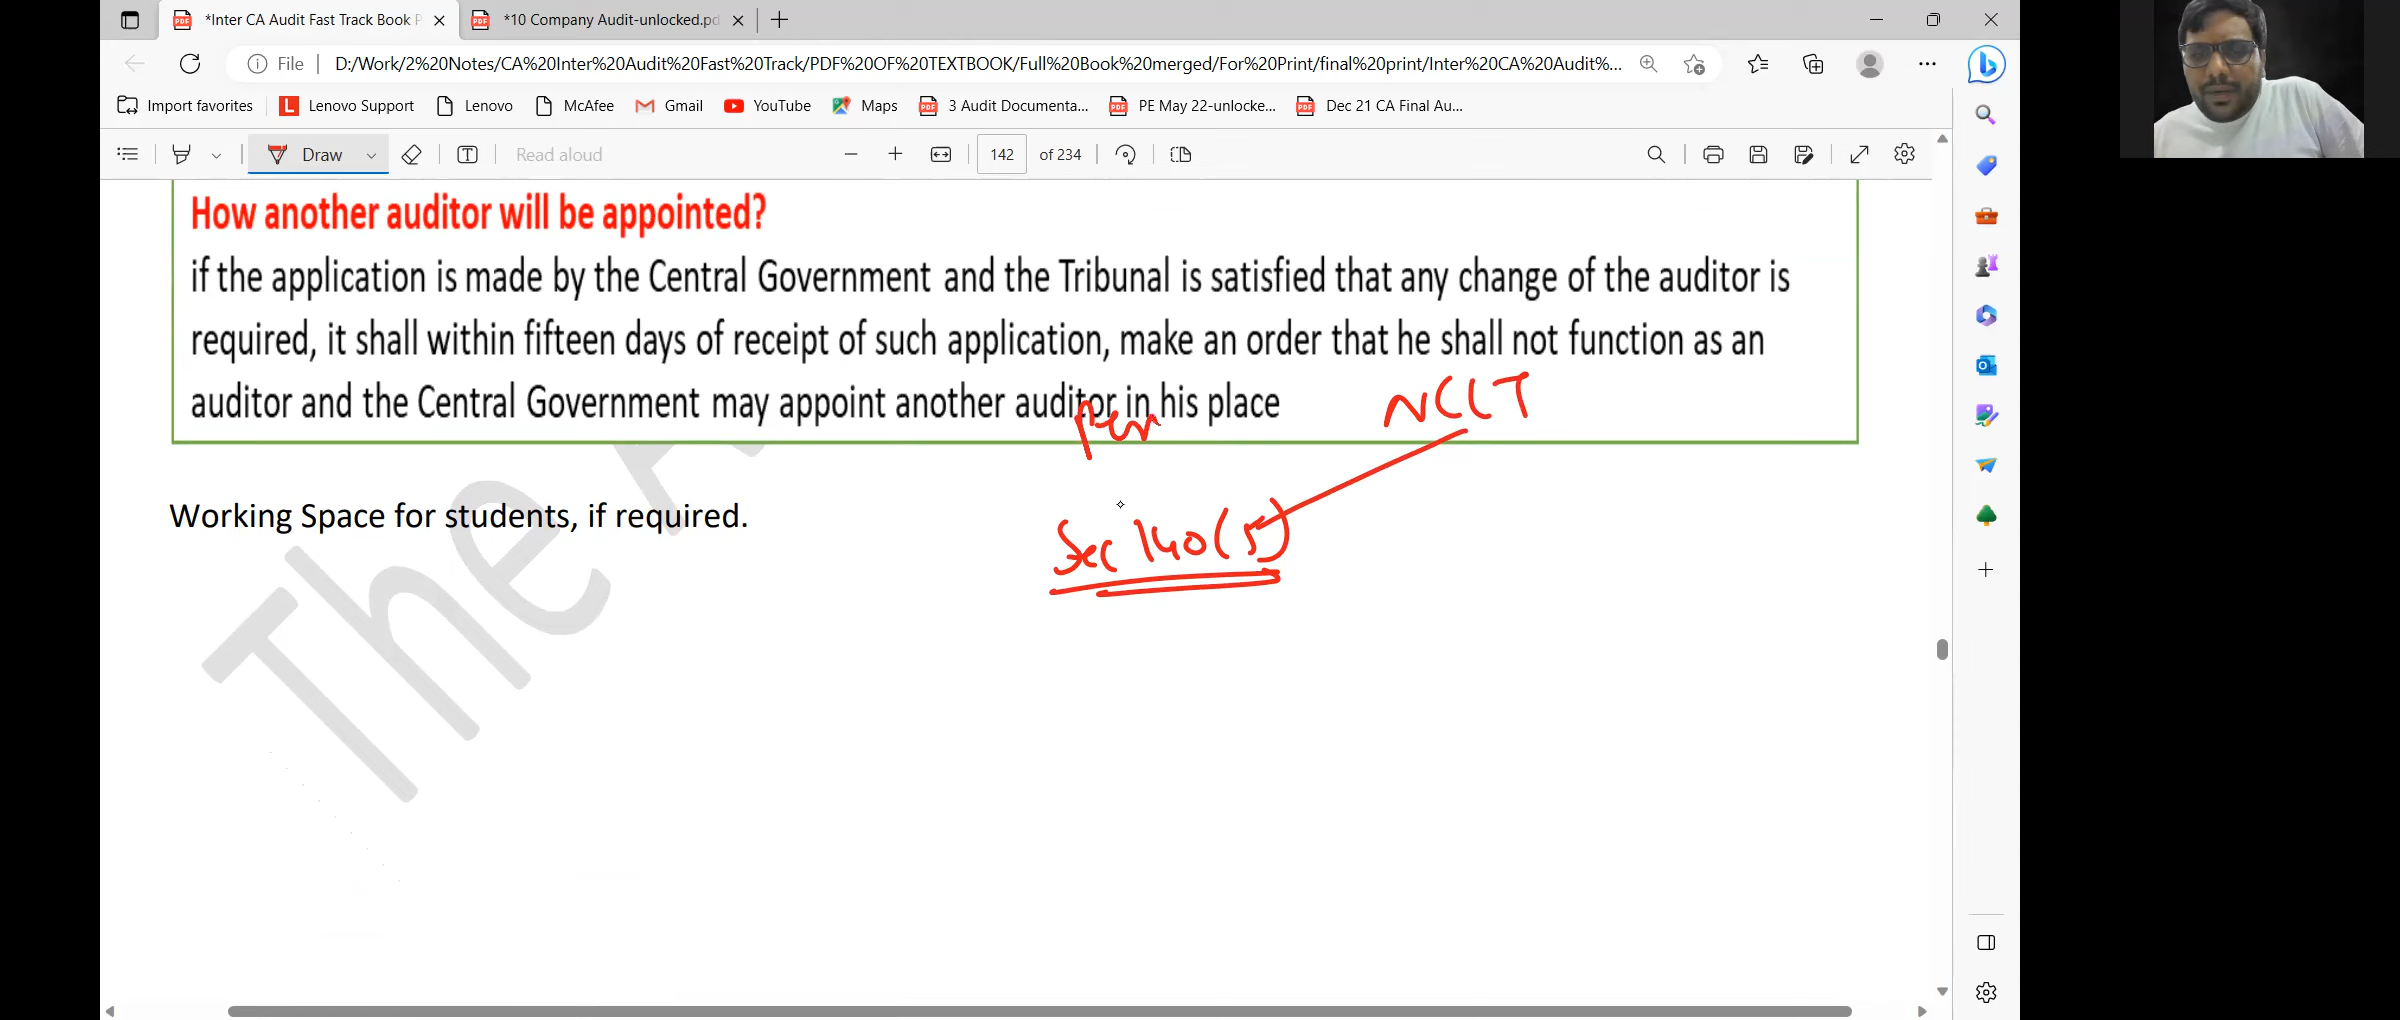 *Inter CA Audit Fast Track Book P
*10 Company Audit-unlocked.pd
File
D:/Work/2%20Notes/CA%20Inter%20Audit%20Fast%20Track/PDF%20OF%20TEXTBOOK/Full%20Book%20merged/For%20Print/final%20print/Inter%20CA%20Audit%...
Import favorites
Lenovo Support
Lenovo
McAfee
Gmail
YouTube
Maps
3 Audit Documenta...
PE May 22-unlocke...
Dec 21 CA Final Au...
Draw
Read aloud
142
of 234
How another auditor will be appointed?
if the application is made by the Central Government and the Tribunal is satisfied that any change of the auditor is
required, it shall within fifteen days of receipt of such application, make an order that he shall not function as an
auditor and the Central Government may appoint another auditor in his place
NCLT
Per
Working Space for students, if required.
Sec 140(5)
The A